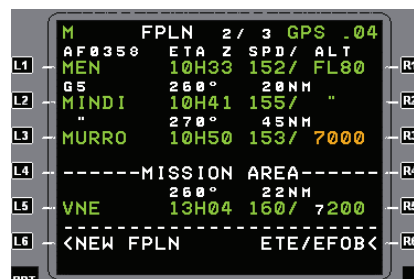 M FPLN 2/ 3 GPS .04
AF0358 ETA Z SPD/ ALT
L1 MEN 10H33 152/ FL80 R1
G5 260° 20NM
L2 MINDI 10H41 155/ " R2
" 270° 45NM
L3 MURRO 10H50 153/ 7000 R3
L4 ------MISSION AREA------ R4
260° 22NM
L5 VNE 13H04 160/ 7200 R5
L6 <NEW FPLN ETE/EFOB< R6